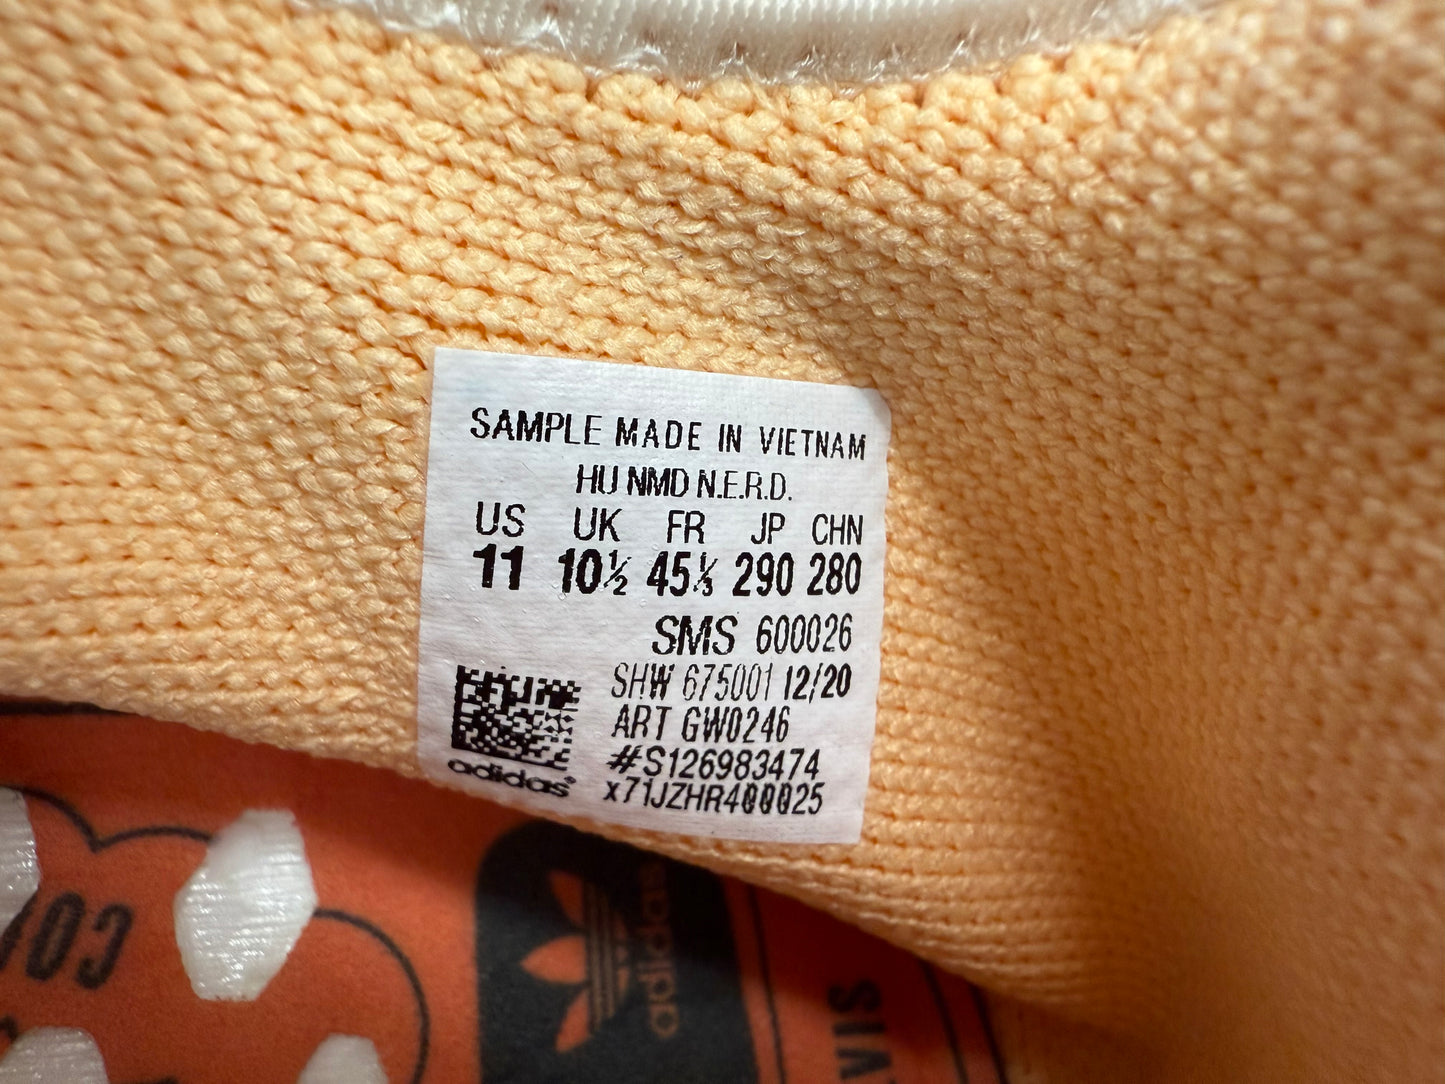 SAMPLE MADE IN VIETNAM
HU NMD N.E.R.D.
US UK FR JP CHN
11 10½ 45⅓ 290 280
SMS 600026
SHW 675001 12/20
ART GW0246
#S126983474
x71JZHR400025
adidas®
adidas